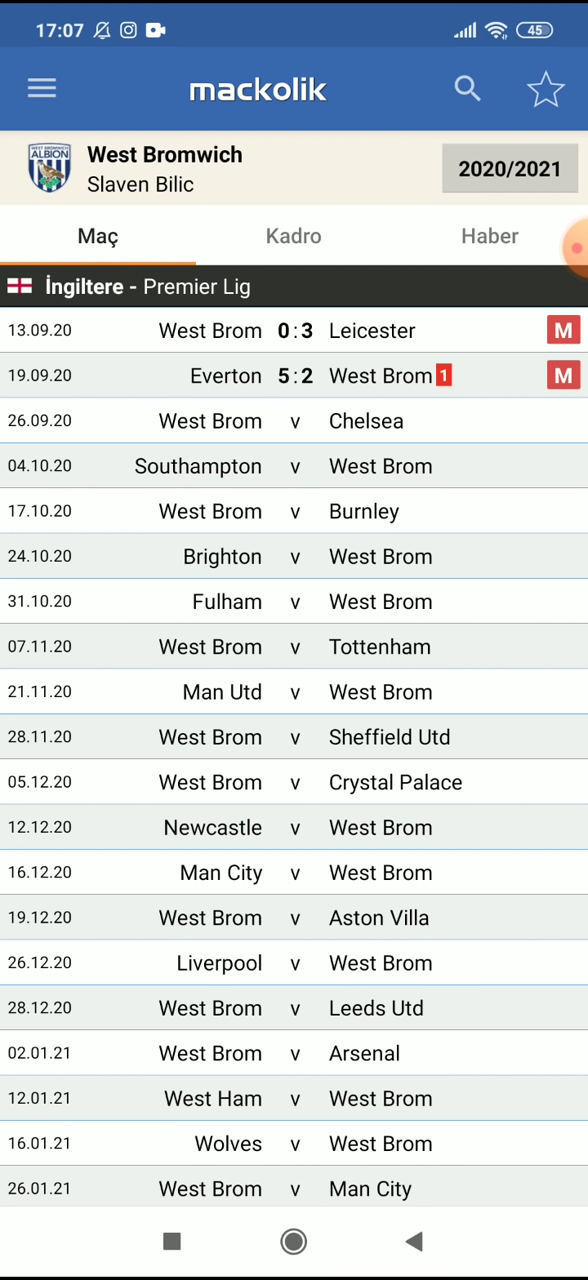 17:07 45
mackolik
West Bromwich
Slaven Bilic
2020/2021
Maç Kadro Haber
İngiltere - Premier Lig
13.09.20 West Brom 0:3 Leicester M
19.09.20 Everton 5:2 West Brom 1 M
26.09.20 West Brom v Chelsea
04.10.20 Southampton v West Brom
17.10.20 West Brom v Burnley
24.10.20 Brighton v West Brom
31.10.20 Fulham v West Brom
07.11.20 West Brom v Tottenham
21.11.20 Man Utd v West Brom
28.11.20 West Brom v Sheffield Utd
05.12.20 West Brom v Crystal Palace
12.12.20 Newcastle v West Brom
16.12.20 Man City v West Brom
19.12.20 West Brom v Aston Villa
26.12.20 Liverpool v West Brom
28.12.20 West Brom v Leeds Utd
02.01.21 West Brom v Arsenal
12.01.21 West Ham v West Brom
16.01.21 Wolves v West Brom
26.01.21 West Brom v Man City